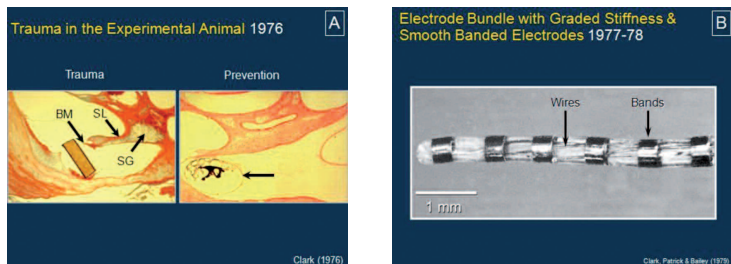 Trauma in the Experimental Animal 1976
A
Trauma
Prevention
BM
SL
SG
Clark (1976)
Electrode Bundle with Graded Stiffness &
Smooth Banded Electrodes 1977-78
B
Wires
Bands
1 mm
Clark, Patrick & Bailey (1979)